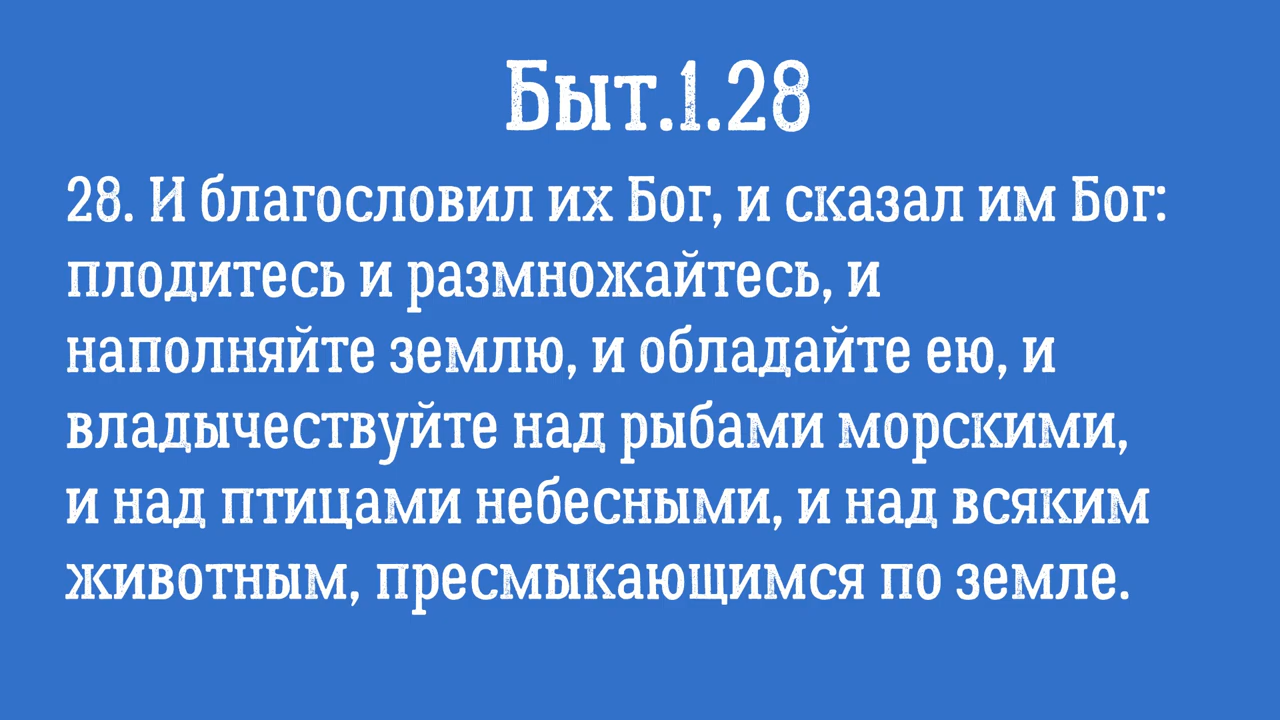 Быт.1.28
28. И благословил их Бог, и сказал им Бог:
плодитесь и размножайтесь, и
наполняйте землю, и обладайте ею, и
владычествуйте над рыбами морскими,
и над птицами небесными, и над всяким
животным, пресмыкающимся по земле.